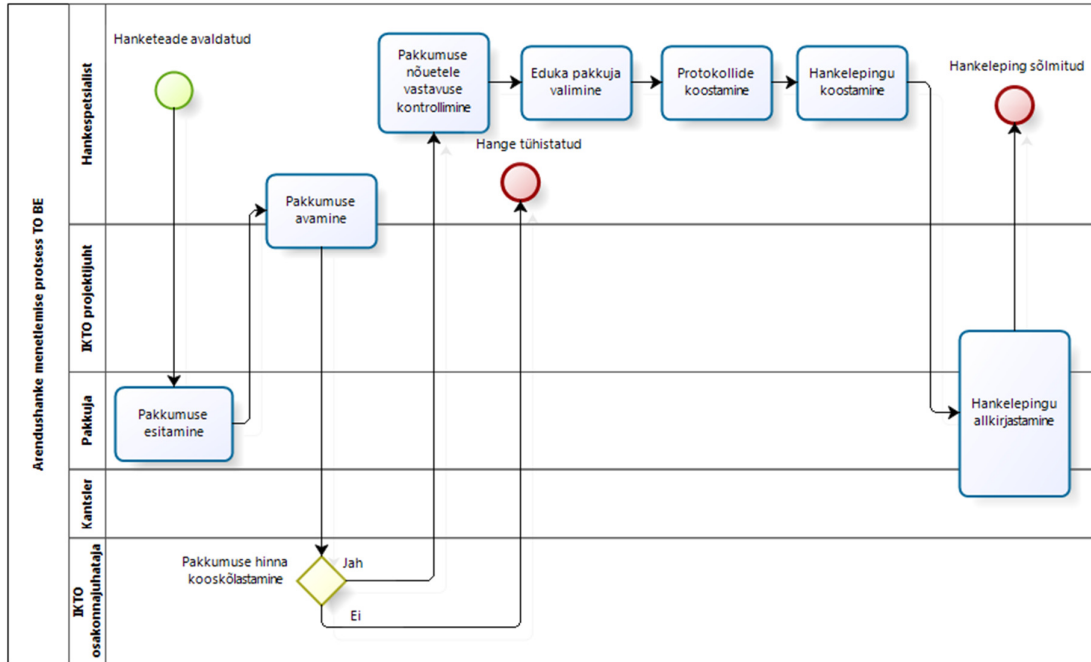 Arendushanke menetlemise protsess TO BE
Hankespetsialist
Hanketeade avaldatud
Pakkumuse
nõuetele
vastavuse
kontrollimine
Eduka pakkuja
valimine
Protokollide
koostamine
Hankelepingu
koostamine
Hankeleping sõlmitud
Hange tühistatud
Pakkumuse
avamine
IKTO projektijuht
Pakkuja
Pakkumuse
esitamine
Hankelepingu
allkirjastamine
Kantsler
IKTO
osakonnajuhataja
Pakkumuse hinna
kooskõlastamine
Jah
Ei